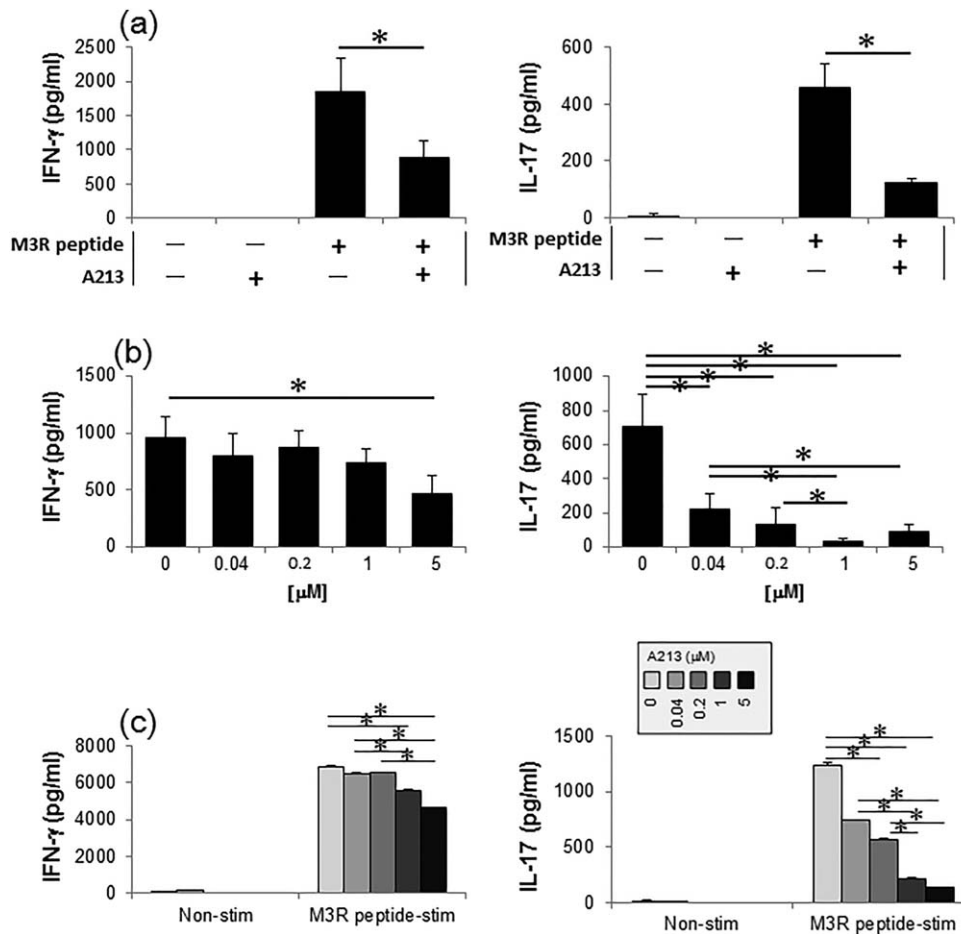 (a)
IFN-γ (pg/ml)
2500
2000
1500
1000
500
0
*
M3R peptide — — + +
A213 — + — +
IL-17 (pg/ml)
600
400
200
0
*
— — + +
— + — +
(b)
IFN-γ (pg/ml)
1500
1000
500
0
*
0 0.04 0.2 1 5
[μM]
IL-17 (pg/ml)
1000
800
600
400
200
0
*
*
* *
*
*
*
0 0.04 0.2 1 5
[μM]
(c)
IFN-γ (pg/ml)
8000
6000
4000
2000
0
*
*
*
*
*
Non-stim M3R peptide-stim
A213 (μM)
0 0.04 0.2 1 5
IL-17 (pg/ml)
1500
1000
500
0
*
*
*
*
*
*
*
Non-stim M3R peptide-stim